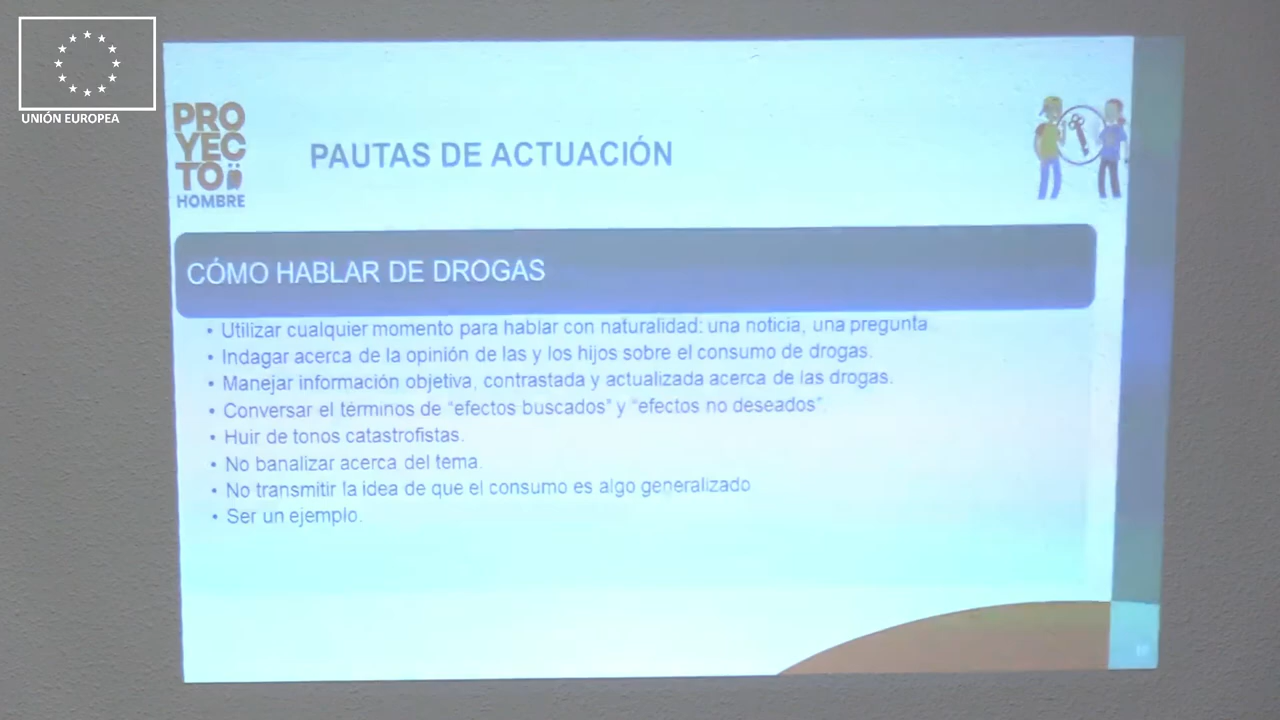 UNIÓN EUROPEA
PRO
YEC
TO
HOMBRE
PAUTAS DE ACTUACIÓN
CÓMO HABLAR DE DROGAS
• Utilizar cualquier momento para hablar con naturalidad: una noticia, una pregunta
• Indagar acerca de la opinión de las y los hijos sobre el consumo de drogas.
• Manejar información objetiva, contrastada y actualizada acerca de las drogas.
• Conversar el términos de "efectos buscados" y "efectos no deseados".
• Huir de tonos catastrofistas.
• No banalizar acerca del tema.
• No transmitir la idea de que el consumo es algo generalizado
• Ser un ejemplo.